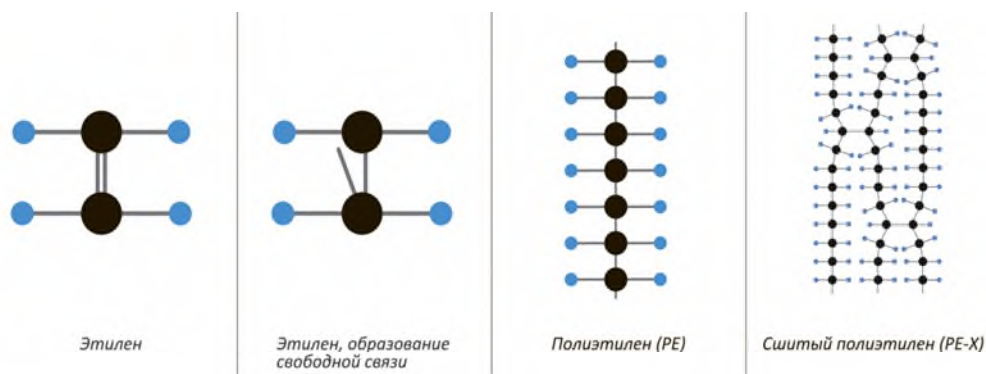 Этилен
Этилен, образование
свободной связи
Полиэтилен (PE)
Сшитый полиэтилен (PE-X)